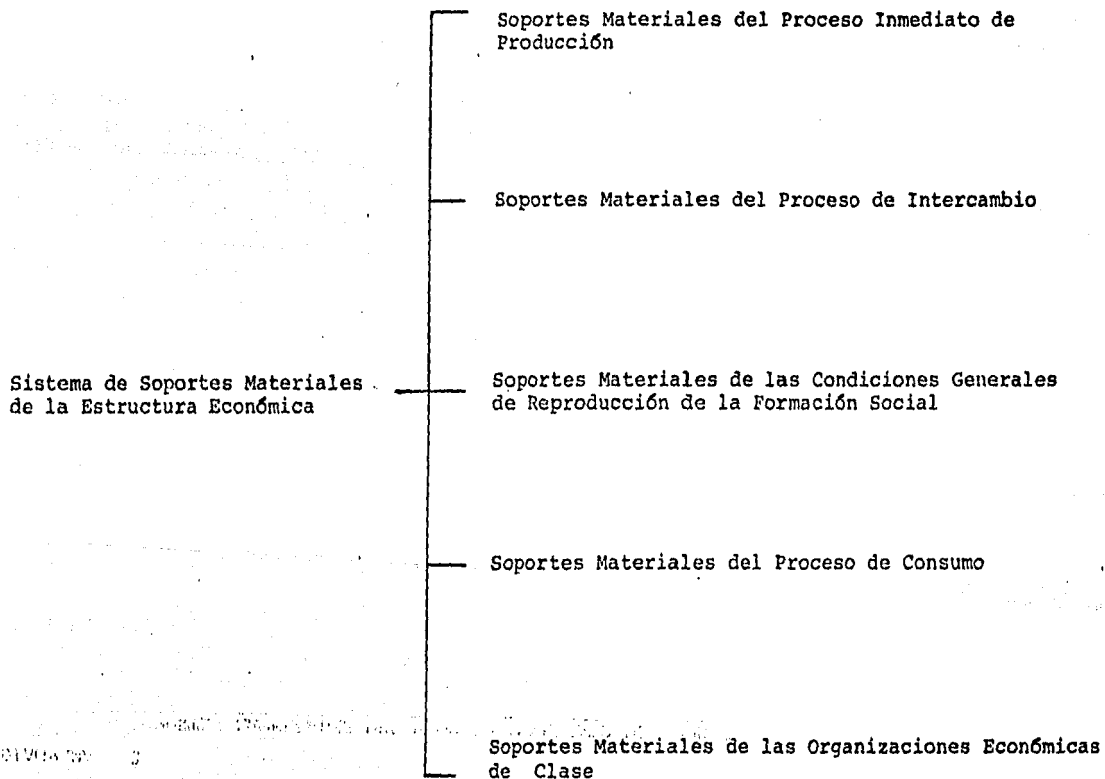 Soportes Materiales del Proceso Inmediato de
Producción
Soportes Materiales del Proceso de Intercambio
Sistema de Soportes Materiales
de la Estructura Económica
Soportes Materiales de las Condiciones Generales
de Reproducción de la Formación Social
Soportes Materiales del Proceso de Consumo
Soportes Materiales de las Organizaciones Económicas
de Clase